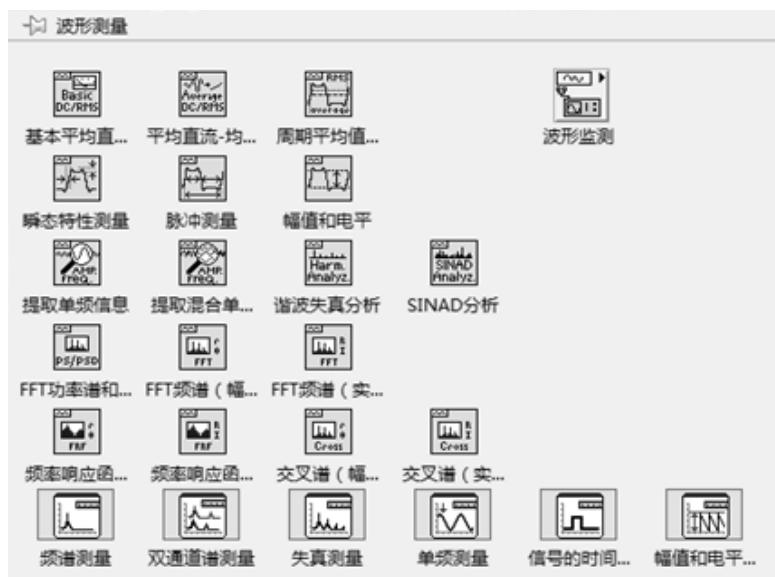 波形测量
Basic DC/RMS
Average DC/RMS
RMS average
基本平均直... 平均直流-均... 周期平均值... 波形监测
瞬态特性测量 脉冲测量 幅值和电平
AMP. FREQ.
AMP. FREQ.
Harm. Analyz.
SINAD Analyz.
提取单频信息 提取混合单... 谐波失真分析 SINAD分析
PS/PSD
FFT
FFT
FFT功率谱和... FFT频谱（幅... FFT频谱（实...
FRF
FRF
Cross
Cross
频率响应函... 频率响应函... 交叉谱（幅... 交叉谱（实...
频谱测量 双通道谱测量 失真测量 单频测量 信号的时间... 幅值和电平...